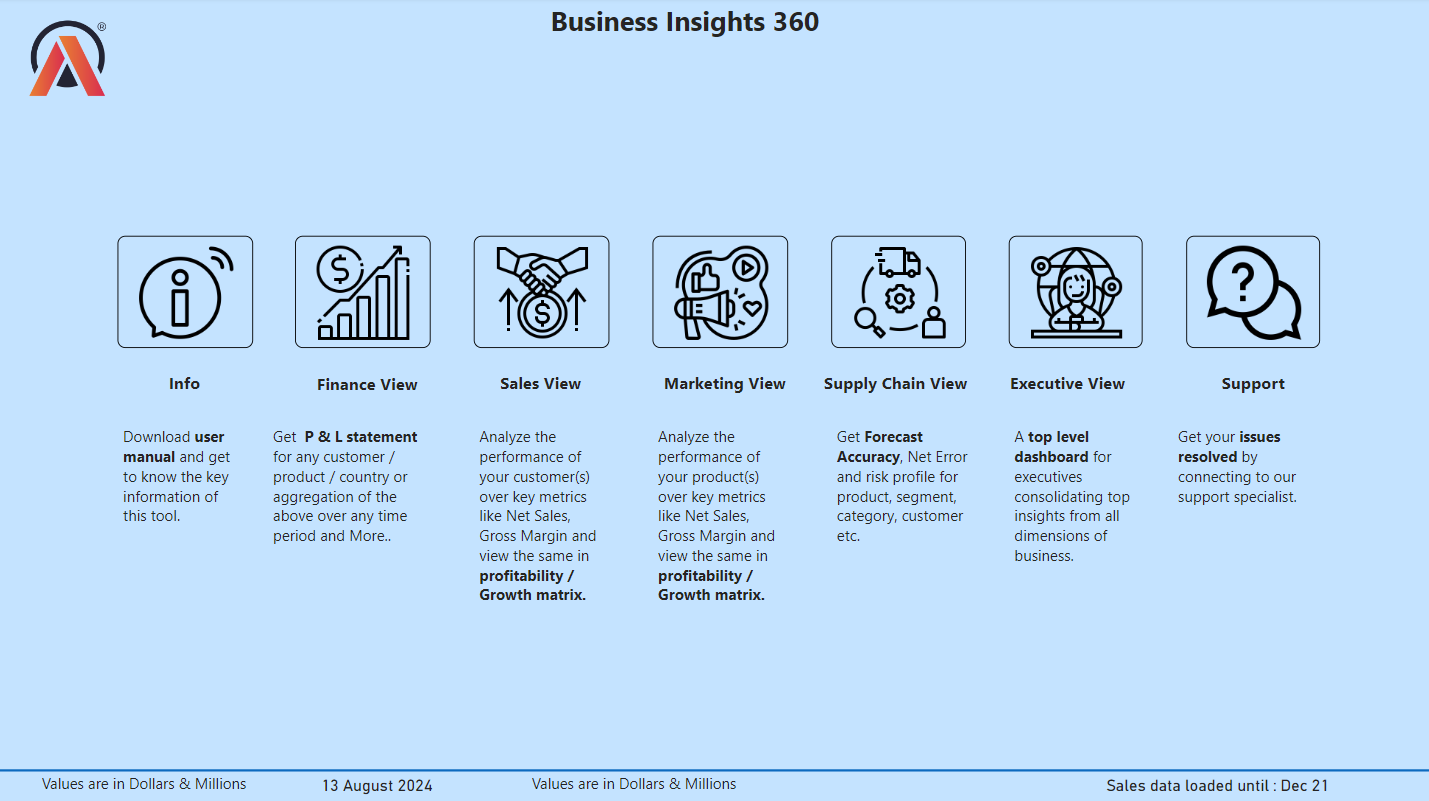 Business Insights 360
®
Info
Download user
manual and get
to know the key
information of
this tool.
Finance View
Get P & L statement
for any customer /
product / country or
aggregation of the
above over any time
period and More..
Sales View
Analyze the
performance of
your customer(s)
over key metrics
like Net Sales,
Gross Margin and
view the same in
profitability /
Growth matrix.
Marketing View
Analyze the
performance of
your product(s)
over key metrics
like Net Sales,
Gross Margin and
view the same in
profitability /
Growth matrix.
Supply Chain View
Get Forecast
Accuracy, Net Error
and risk profile for
product, segment,
category, customer
etc.
Executive View
A top level
dashboard for
executives
consolidating top
insights from all
dimensions of
business.
Support
Get your issues
resolved by
connecting to our
support specialist.
Values are in Dollars & Millions
13 August 2024
Values are in Dollars & Millions
Sales data loaded until : Dec 21